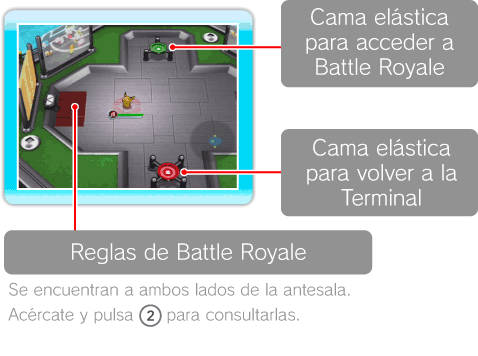 Cama elástica
para acceder a
Battle Royale
Cama elástica
para volver a la
Terminal
Reglas de Battle Royale
Se encuentran a ambos lados de la antesala.
Acércate y pulsa 2 para consultarlas.